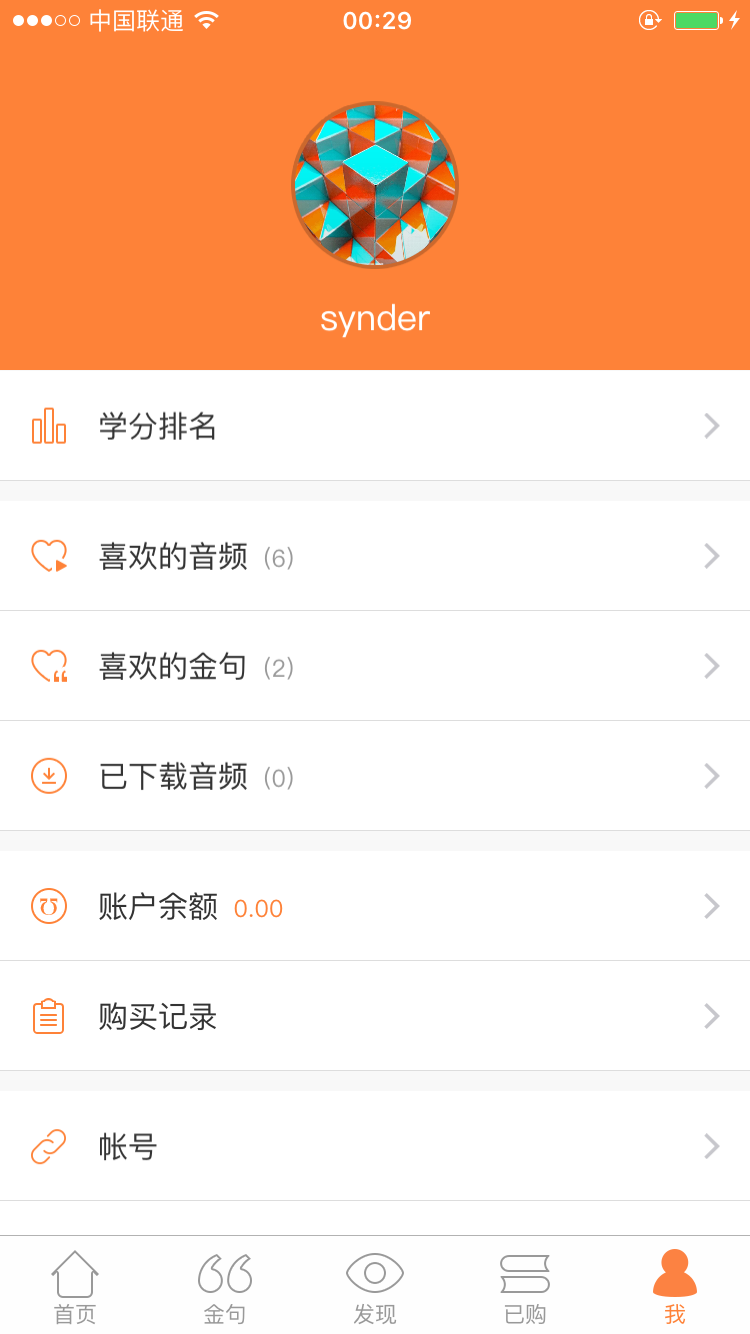 中国联通 00:29
synder
学分排名
喜欢的音频 (6)
喜欢的金句 (2)
已下载音频 (0)
账户余额 0.00
购买记录
帐号
首页 金句 发现 已购 我